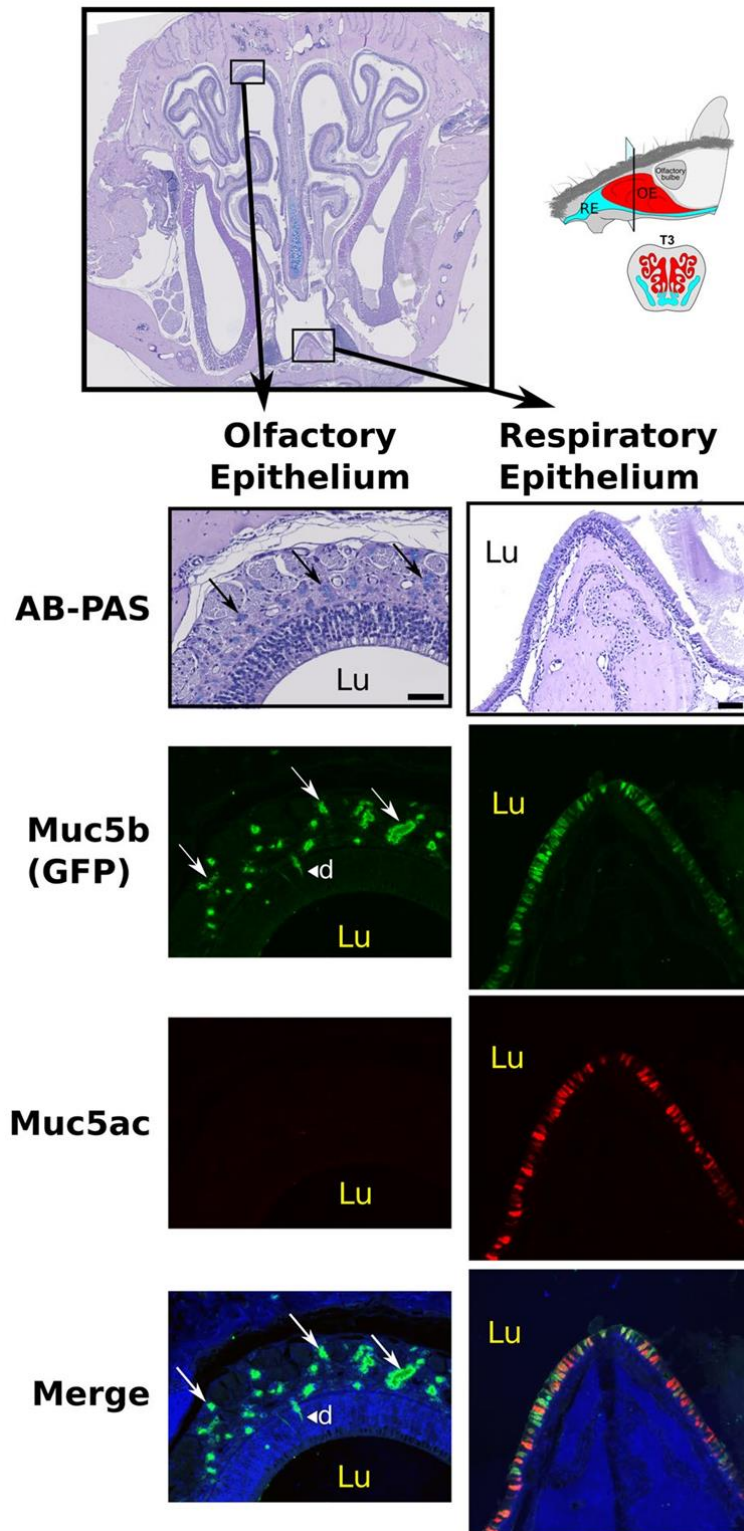 Olfactory
bulbe
OE
RE
T3
Olfactory
Epithelium
Respiratory
Epithelium
AB-PAS
Lu
Lu
Muc5b
(GFP)
d
Lu
Lu
Muc5ac
Lu
Lu
Merge
d
Lu
Lu